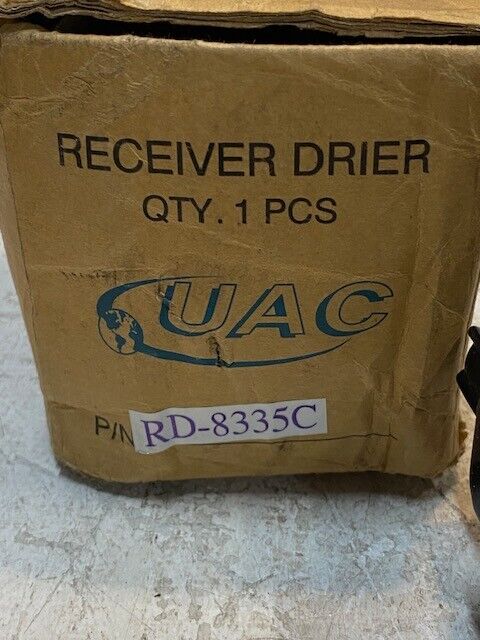 RECEIVER DRIER
QTY. 1 PCS
UAC
P/N RD-8335C